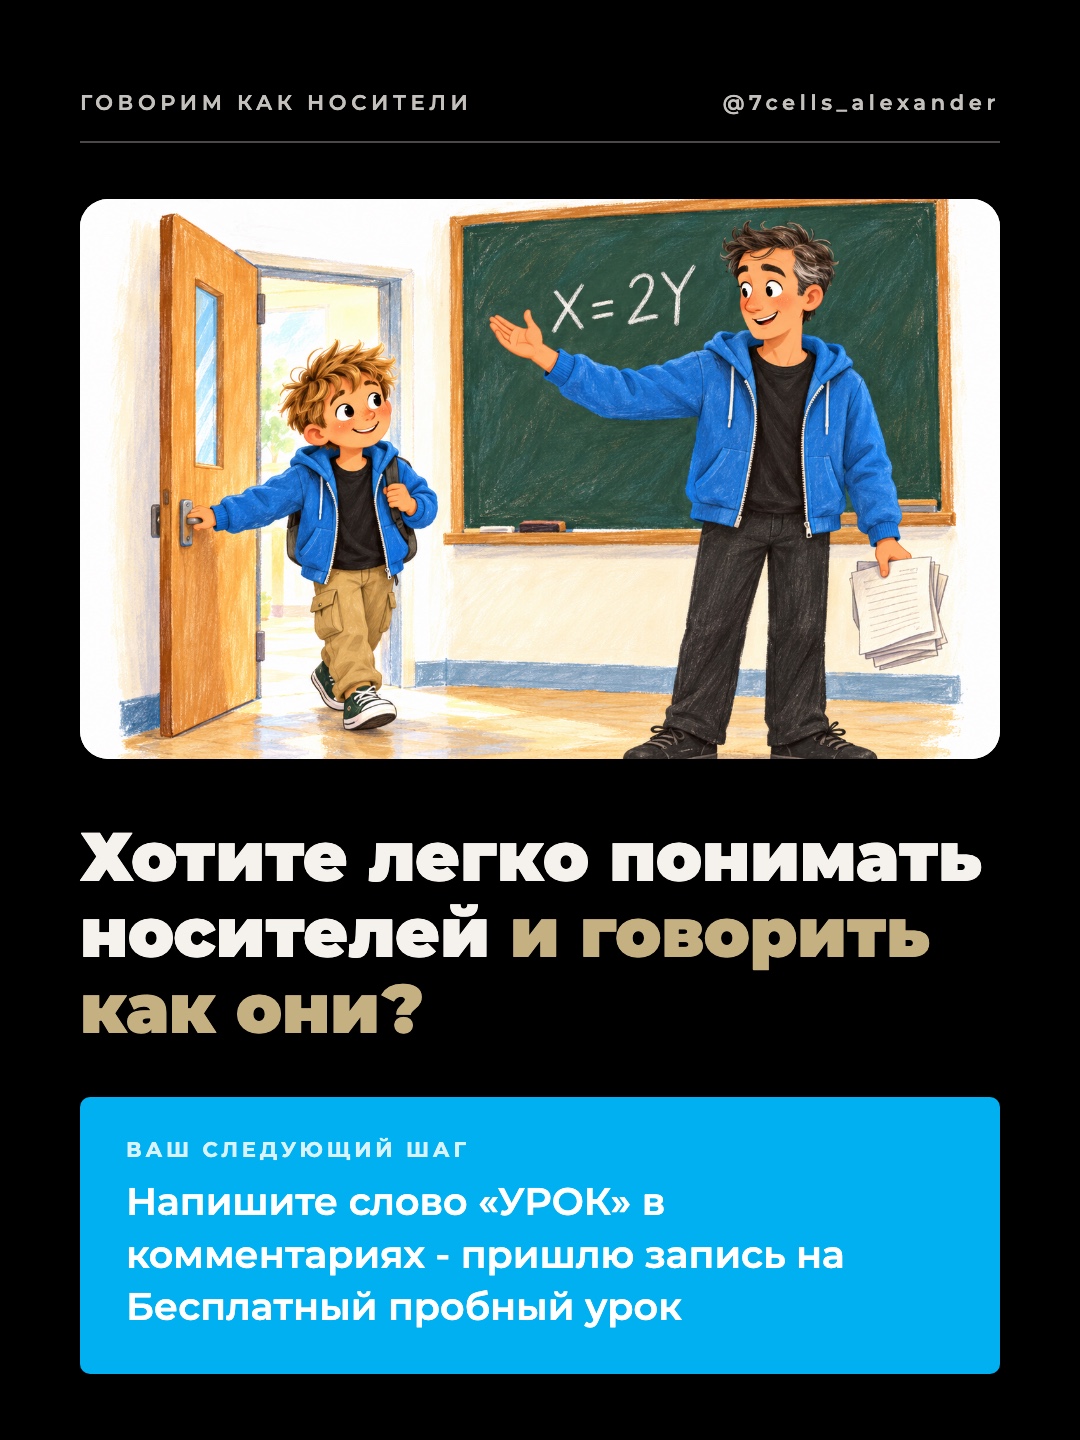 ГОВОРИМ КАК НОСИТЕЛИ
@7cells_alexander
X=2Y
Хотите легко понимать
носителей и говорить
как они?
ВАШ СЛЕДУЮЩИЙ ШАГ
Напишите слово «УРОК» в
комментариях - пришлю запись на
Бесплатный пробный урок